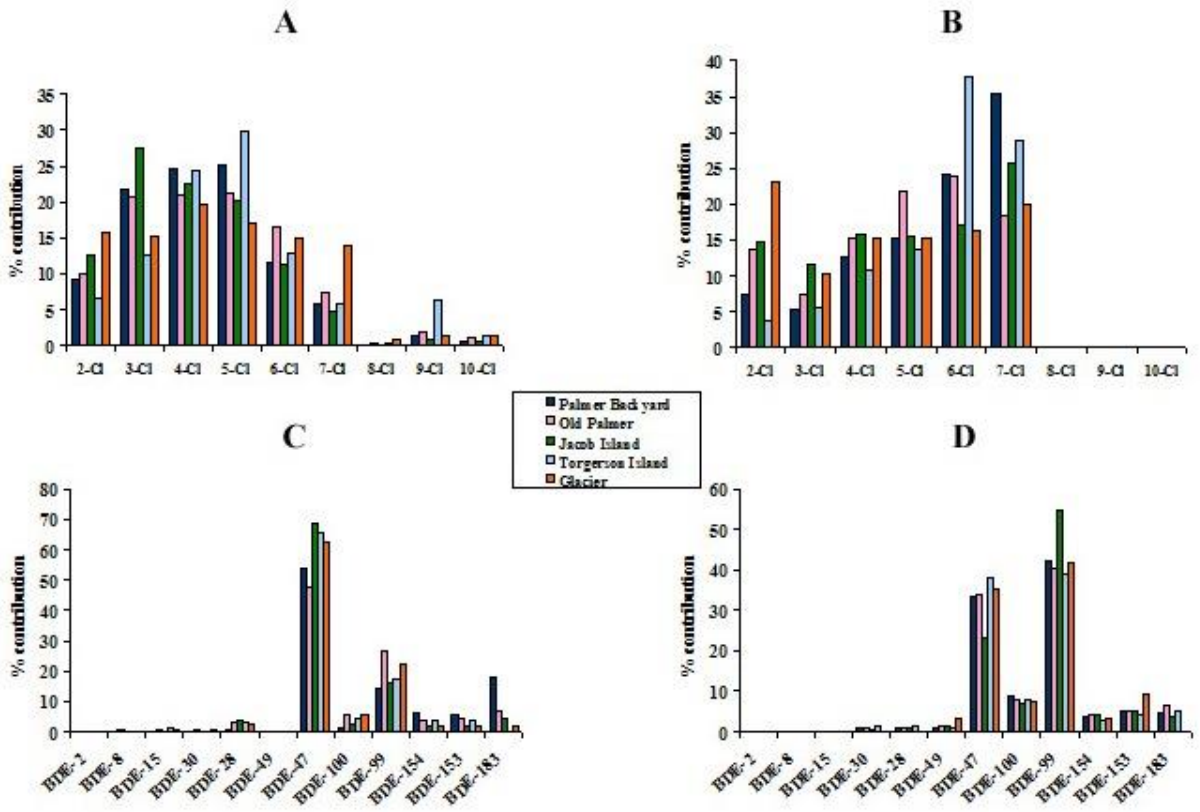 A
B
% contribution
35
30
25
20
15
10
5
0
2-Cl 3-Cl 4-Cl 5-Cl 6-Cl 7-Cl 8-Cl 9-Cl 10-Cl
% contribution
40
35
30
25
20
15
10
5
0
2-Cl 3-Cl 4-Cl 5-Cl 6-Cl 7-Cl 8-Cl 9-Cl 10-Cl
Palmer Backyard
Old Palmer
Jacob Island
Torgerson Island
Glacier
C
D
% contribution
80
70
60
50
40
30
20
10
0
BDE-2 BDE-8 BDE-15 BDE-30 BDE-28 BDE-49 BDE-47 BDE-100 BDE-99 BDE-154 BDE-153 BDE-183
% contribution
60
50
40
30
20
10
0
BDE-2 BDE-8 BDE-15 BDE-30 BDE-28 BDE-49 BDE-47 BDE-100 BDE-99 BDE-154 BDE-153 BDE-183